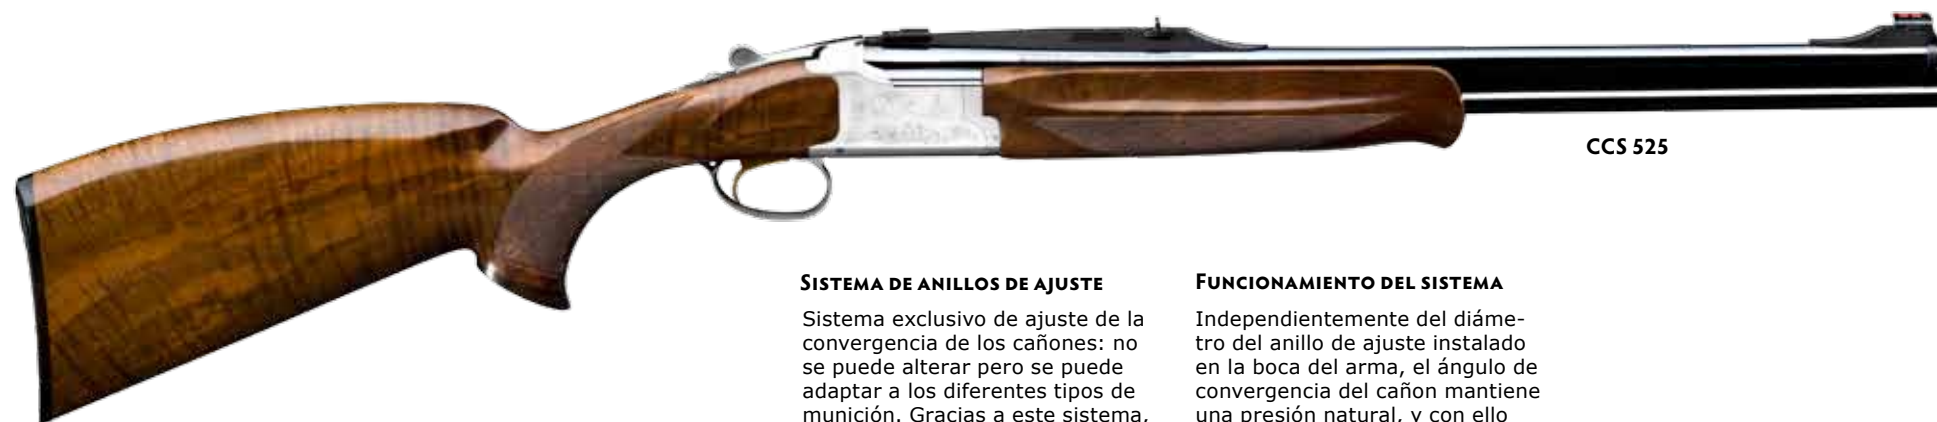 CCS 525
SISTEMA DE ANILLOS DE AJUSTE
Sistema exclusivo de ajuste de la
convergencia de los cañones: no
se puede alterar pero se puede
adaptar a los diferentes tipos de
munición. Gracias a este sistema,
FUNCIONAMIENTO DEL SISTEMA
Independientemente del diáme-
tro del anillo de ajuste instalado
en la boca del arma, el ángulo de
convergencia del cañon mantiene
una presión natural, y con ello